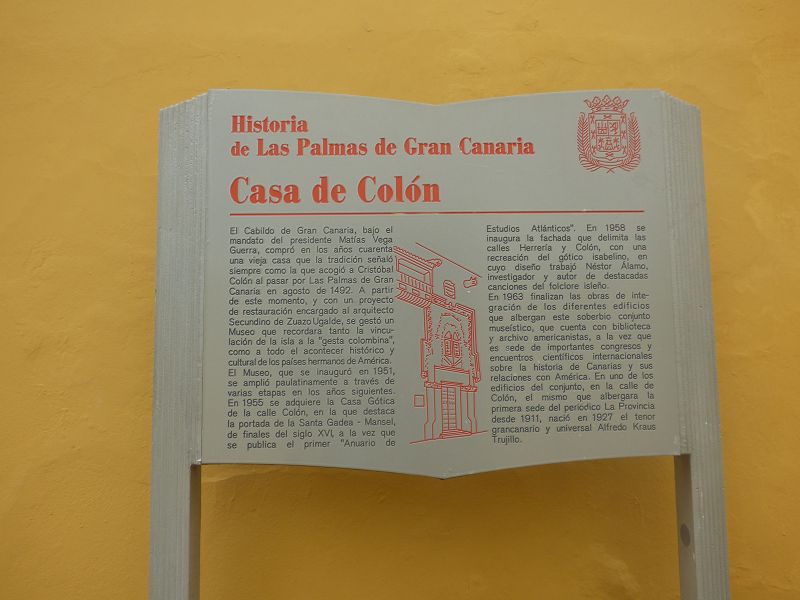 Historia
de Las Palmas de Gran Canaria
Casa de Colón
El Cabildo de Gran Canaria, bajo el
mandato del presidente Matías Vega
Guerra, compró en los años cuarenta
una vieja casa que la tradición señaló
siempre como la que acogió a Cristóbal
Colón al pasar por Las Palmas de Gran
Canaria en agosto de 1492. A partir
de este momento, y con un proyecto
de restauración encargado al arquitecto
Secundino de Zuazo Ugalde, se gestó un
Museo que recordara tanto la vincu-
lación de la isla a la "gesta colombina",
como a todo el acontecer histórico y
cultural de los países hermanos de América.
El Museo, que se inauguró en 1951,
se amplió paulatinamente a través de
varias etapas en los años siguientes.
En 1955 se adquiere la Casa Gótica
de la calle Colón, en la que destaca
la portada de la Santa Gadea - Mansel,
de finales del siglo XVI, a la vez que
se publica el primer "Anuario de
Estudios Atlánticos". En 1958 se
inaugura la fachada que delimita las
calles Herrería y Colón, con una
recreación del gótico isabelino, en
cuyo diseño trabajó Néstor Álamo,
investigador y autor de destacadas
canciones del folclore isleño.
En 1963 finalizan las obras de inte-
gración de los diferentes edificios
que albergan este soberbio conjunto
museístico, que cuenta con biblioteca
y archivo americanistas, a la vez que
es sede de importantes congresos y
encuentros científicos internacionales
sobre la historia de Canarias y sus
relaciones con América. En uno de los
edificios del conjunto, en la calle de
Colón, el mismo que albergara la
primera sede del periódico La Provincia
desde 1911, nació en 1927 el tenor
grancanario y universal Alfredo Kraus
Trujillo.